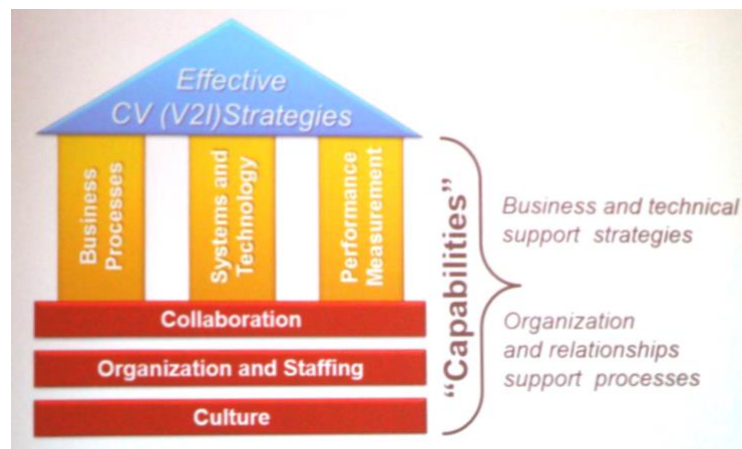 Effective
CV (V2I)Strategies
Business
Processes
Systems and
Technology
Performance
Measurement
Collaboration
Organization and Staffing
Culture
“Capabilities”
Business and technical
support strategies
Organization
and relationships
support processes